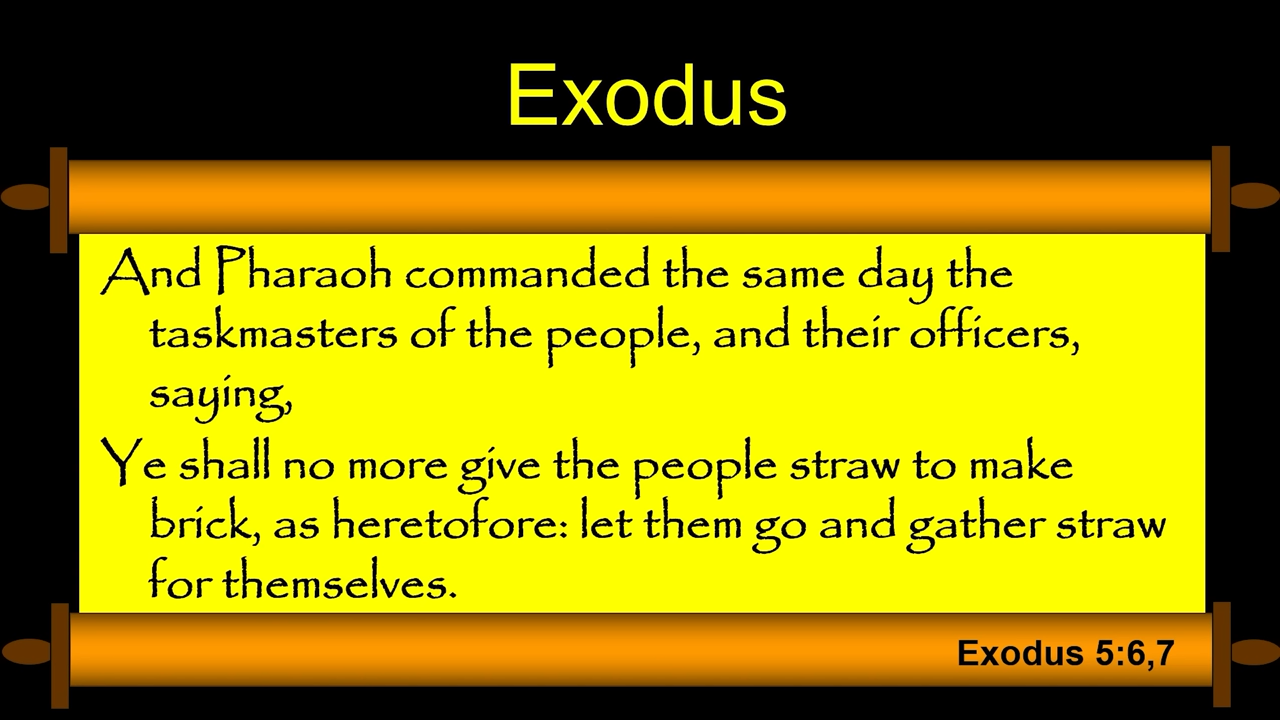 Exodus
And Pharaoh commanded the same day the
taskmasters of the people, and their officers,
saying,
Ye shall no more give the people straw to make
brick, as heretofore: let them go and gather straw
for themselves.
Exodus 5:6,7